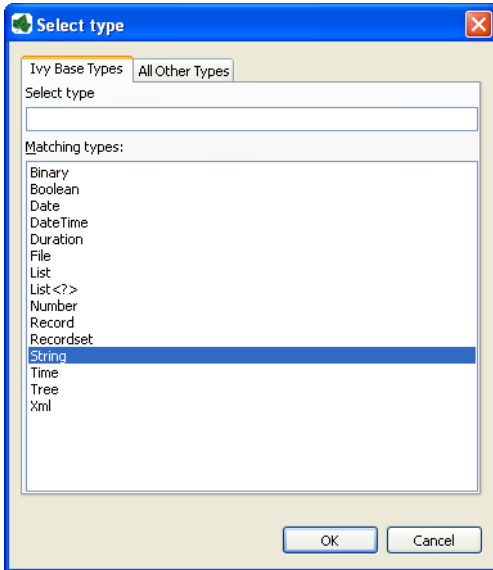 Select type
Ivy Base Types
All Other Types
Select type
Matching types:
Binary
Boolean
Date
DateTime
Duration
File
List
List<?>
Number
Record
Recordset
String
Time
Tree
Xml
OK
Cancel